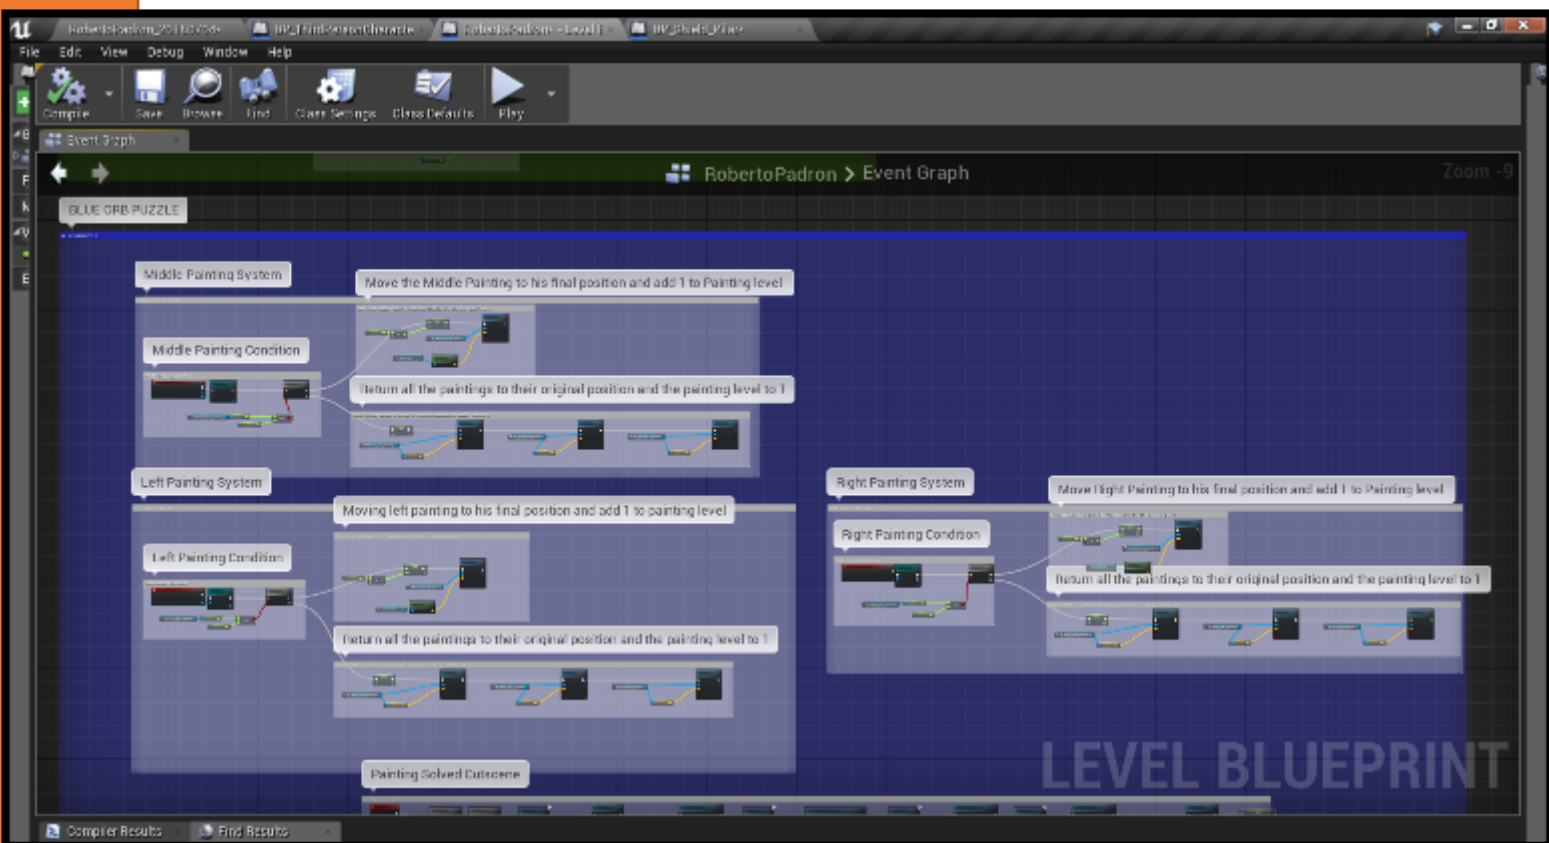 BP_ThirdPersonCharacte
RobertoPadron - Level
BP_Shield_Pillar
File Edit View Debug Window Help
Compile Save Browse Find Class Settings Class Defaults Play
Event Graph
RobertoPadron > Event Graph
Zoom -9
BLUE ORB PUZZLE
Middle Painting System
Move the Middle Painting to his final position and add 1 to Painting level
Middle Painting Condition
Return all the paintings to their original position and the painting level to 1
Left Painting System
Right Painting System
Move Right Painting to his final position and add 1 to Painting level
Moving left painting to his final position and add 1 to painting level
Right Painting Condition
Left Painting Condition
Return all the paintings to their original position and the painting level to 1
Return all the paintings to their original position and the painting level to 1
LEVEL BLUEPRINT
Painting Solved Cutscene
Compiler Results
Find Results